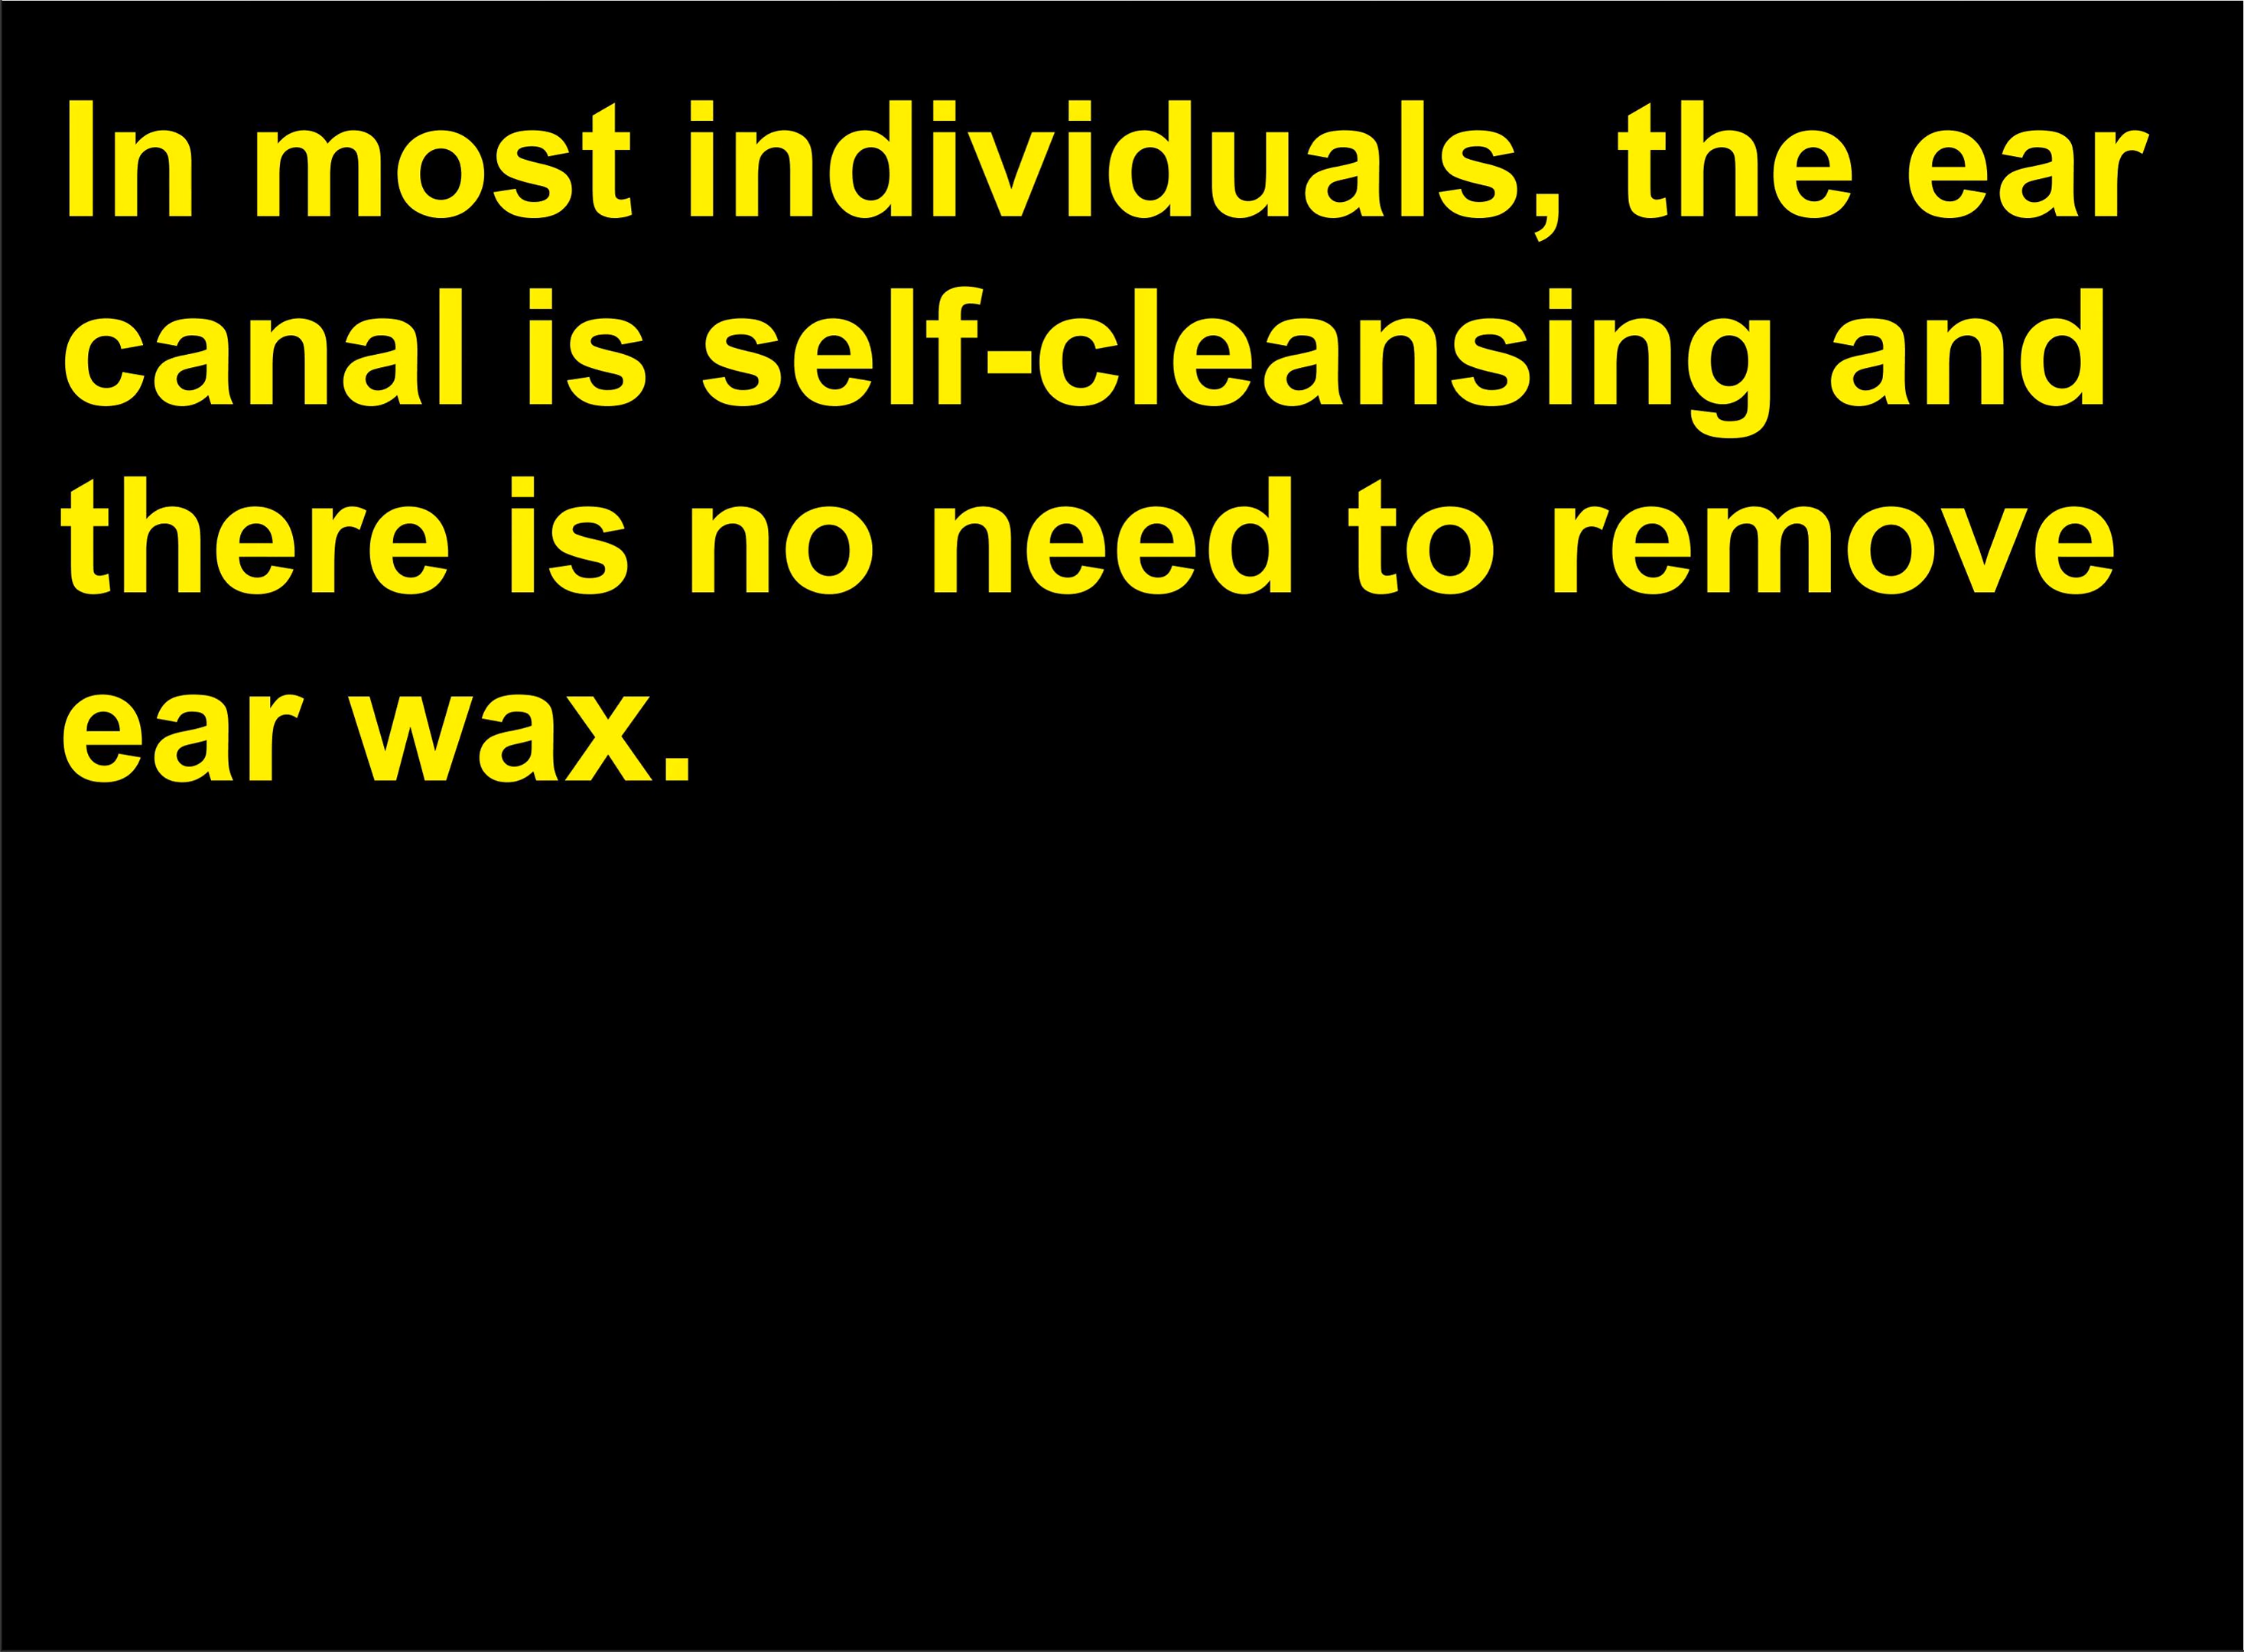 In most individuals, the ear
canal is self-cleansing and
there is no need to remove
ear wax.